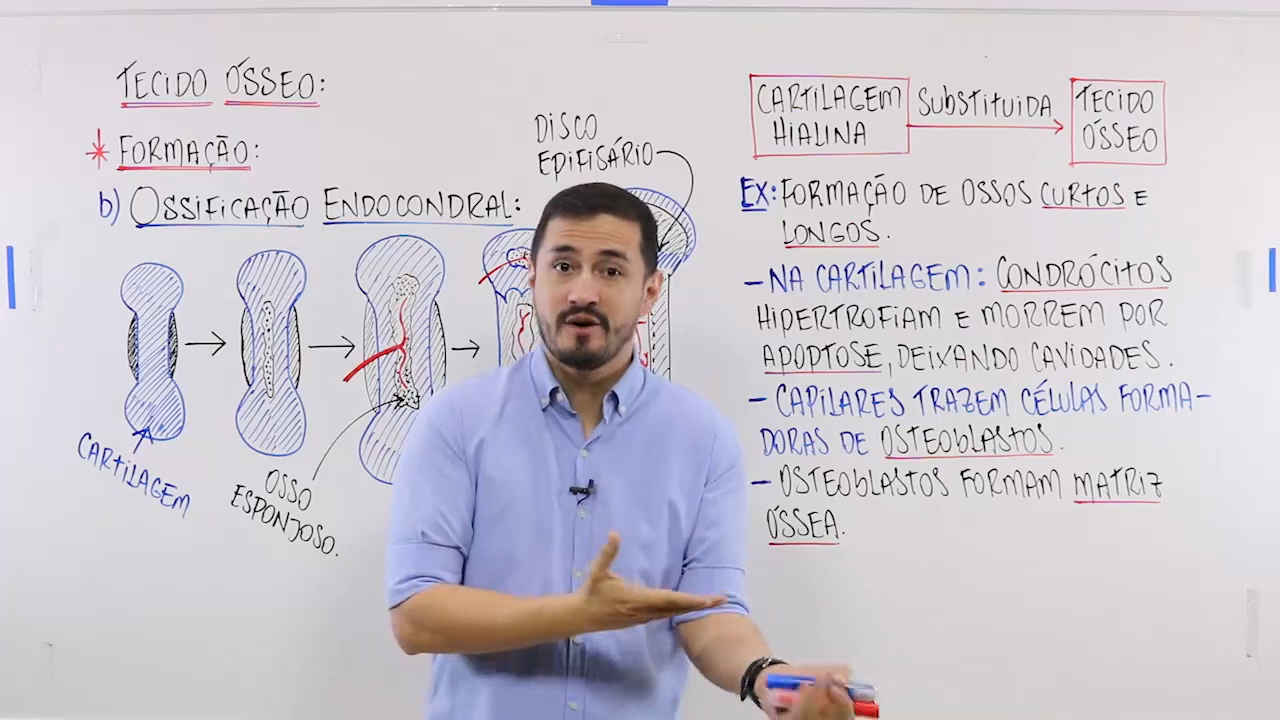 TECIDO ÓSSEO:
* FORMAÇÃO:
b) OSSIFICAÇÃO ENDOCONDRAL:
DISCO
EPIFISÁRIO
CARTILAGEM
OSSO
ESPONJOSO.
CARTILAGEM
HIALINA
SUBSTITUIDA
TECIDO
ÓSSEO
EX: FORMAÇÃO DE OSSOS CURTOS E
LONGOS.
- NA CARTILAGEM: CONDRÓCITOS
HIPERTROFIAM E MORREM POR
APOPTOSE, DEIXANDO CAVIDADES.
- CAPILARES TRAZEM CÉLULAS FORMA-
DORAS DE OSTEOBLASTOS.
- OSTEOBLASTOS FORMAM MATRIZ
ÓSSEA.